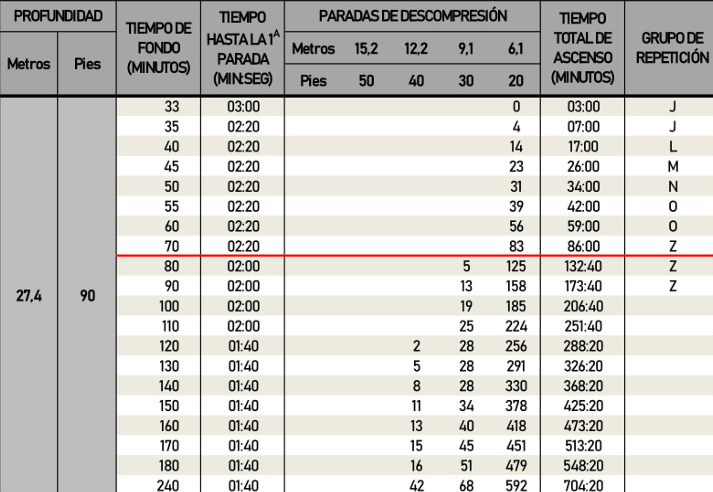 PROFUNDIDAD TIEMPO DE FONDO (MINUTOS) TIEMPO HASTA LA 1ᴬ PARADA (MIN:SEG) PARADAS DE DESCOMPRESIÓN TIEMPO TOTAL DE ASCENSO (MINUTOS) GRUPO DE REPETICIÓN
Metros Pies Metros 15,2 12,2 9,1 6,1
Pies 50 40 30 20
33 03:00 0 03:00 J
35 02:20 4 07:00 J
40 02:20 14 17:00 L
45 02:20 23 26:00 M
50 02:20 31 34:00 N
55 02:20 39 42:00 O
60 02:20 56 59:00 O
70 02:20 83 86:00 Z
80 02:00 5 125 132:40 Z
27,4 90 90 02:00 13 158 173:40 Z
100 02:00 19 185 206:40
110 02:00 25 224 251:40
120 01:40 2 28 256 288:20
130 01:40 5 28 291 326:20
140 01:40 8 28 330 368:20
150 01:40 11 34 378 425:20
160 01:40 13 40 418 473:20
170 01:40 15 45 451 513:20
180 01:40 16 51 479 548:20
240 01:40 42 68 592 704:20